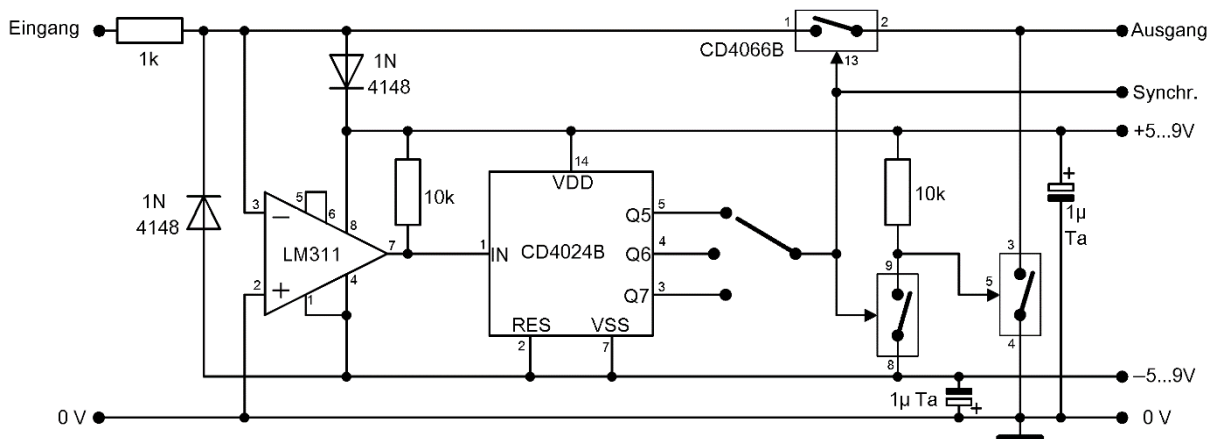 Eingang
1k
1N
4148
1 2
CD4066B
13
Ausgang
Synchr.
+5...9V
14
VDD
10k
10k
+
1µ
Ta
1N
4148
5
6
3
8
LM311
7
2
+
1
4
1
IN
CD4024B
Q5
5
Q6
4
Q7
3
RES
VSS
2
7
9
8
5
3
4
–5...9V
1µ Ta
+
0 V
0 V